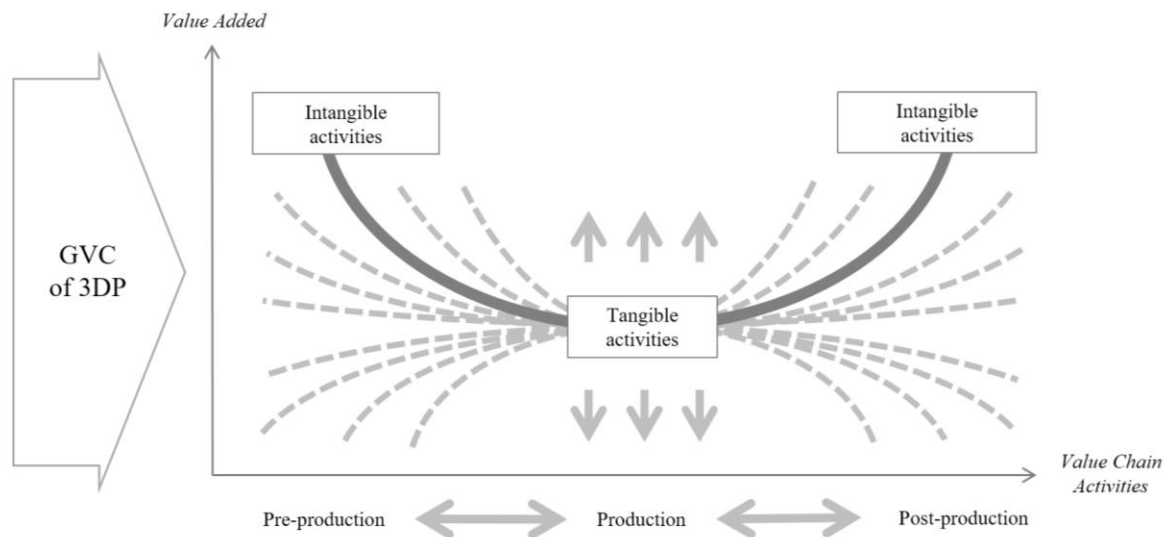 Value Added
Intangible
activities
Intangible
activities
GVC
of 3DP
Tangible
activities
Value Chain
Activities
Pre-production
Production
Post-production